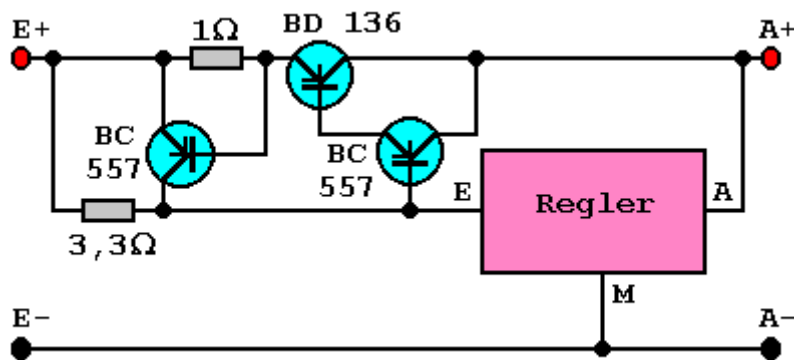 E+
1Ω
BD 136
A+
BC
557
BC
557
E
Regler
A
3,3Ω
M
E-
A-